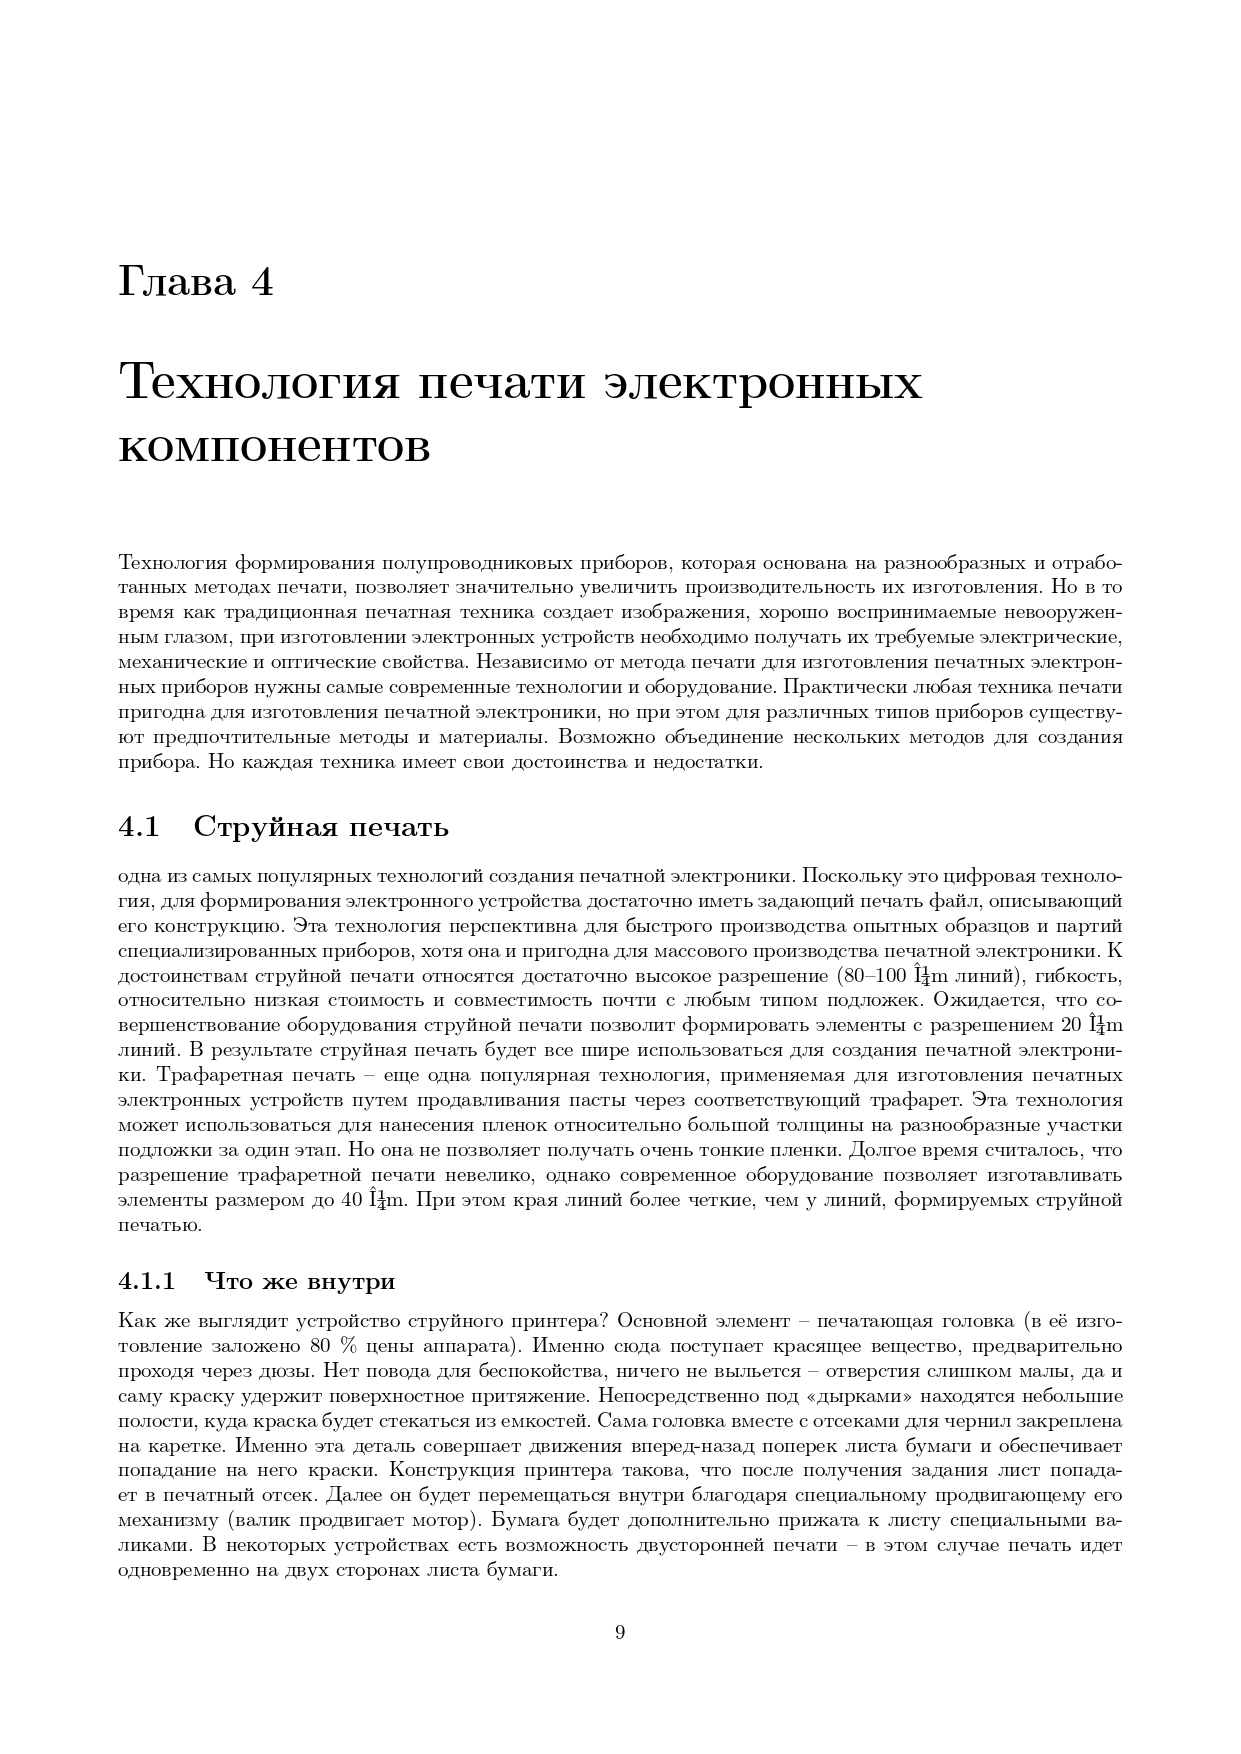 Глава 4
Технология печати электронных
компонентов
Технология формирования полупроводниковых приборов, которая основана на разнообразных и отрабо-
танных методах печати, позволяет значительно увеличить производительность их изготовления. Но в то
время как традиционная печатная техника создает изображения, хорошо воспринимаемые невооружен-
ным глазом, при изготовлении электронных устройств необходимо получать их требуемые электрические,
механические и оптические свойства. Независимо от метода печати для изготовления печатных электрон-
ных приборов нужны самые современные технологии и оборудование. Практически любая техника печати
пригодна для изготовления печатной электроники, но при этом для различных типов приборов существу-
ют предпочтительные методы и материалы. Возможно объединение нескольких методов для создания
прибора. Но каждая техника имеет свои достоинства и недостатки.
4.1 Струйная печать
одна из самых популярных технологий создания печатной электроники. Поскольку это цифровая техноло-
гия, для формирования электронного устройства достаточно иметь задающий печать файл, описывающий
его конструкцию. Эта технология перспективна для быстрого производства опытных образцов и партий
специализированных приборов, хотя она и пригодна для массового производства печатной электроники. К
достоинствам струйной печати относятся достаточно высокое разрешение (80–100 Î¼m линий), гибкость,
относительно низкая стоимость и совместимость почти с любым типом подложек. Ожидается, что со-
вершенствование оборудования струйной печати позволит формировать элементы с разрешением 20 Î¼m
линий. В результате струйная печать будет все шире использоваться для создания печатной электрони-
ки. Трафаретная печать – еще одна популярная технология, применяемая для изготовления печатных
электронных устройств путем продавливания пасты через соответствующий трафарет. Эта технология
может использоваться для нанесения пленок относительно большой толщины на разнообразные участки
подложки за один этап. Но она не позволяет получать очень тонкие пленки. Долгое время считалось, что
разрешение трафаретной печати невелико, однако современное оборудование позволяет изготавливать
элементы размером до 40 Î¼m. При этом края линий более четкие, чем у линий, формируемых струйной
печатью.
4.1.1 Что же внутри
Как же выглядит устройство струйного принтера? Основной элемент – печатающая головка (в её изго-
товление заложено 80 % цены аппарата). Именно сюда поступает красящее вещество, предварительно
проходя через дюзы. Нет повода для беспокойства, ничего не выльется – отверстия слишком малы, да и
саму краску удержит поверхностное притяжение. Непосредственно под «дырками» находятся небольшие
полости, куда краска будет стекаться из емкостей. Сама головка вместе с отсеками для чернил закреплена
на каретке. Именно эта деталь совершает движения вперед-назад поперек листа бумаги и обеспечивает
попадание на него краски. Конструкция принтера такова, что после получения задания лист попада-
ет в печатный отсек. Далее он будет перемещаться внутри благодаря специальному продвигающему его
механизму (валик продвигает мотор). Бумага будет дополнительно прижата к листу специальными ва-
ликами. В некоторых устройствах есть возможность двусторонней печати – в этом случае печать идет
одновременно на двух сторонах листа бумаги.
9